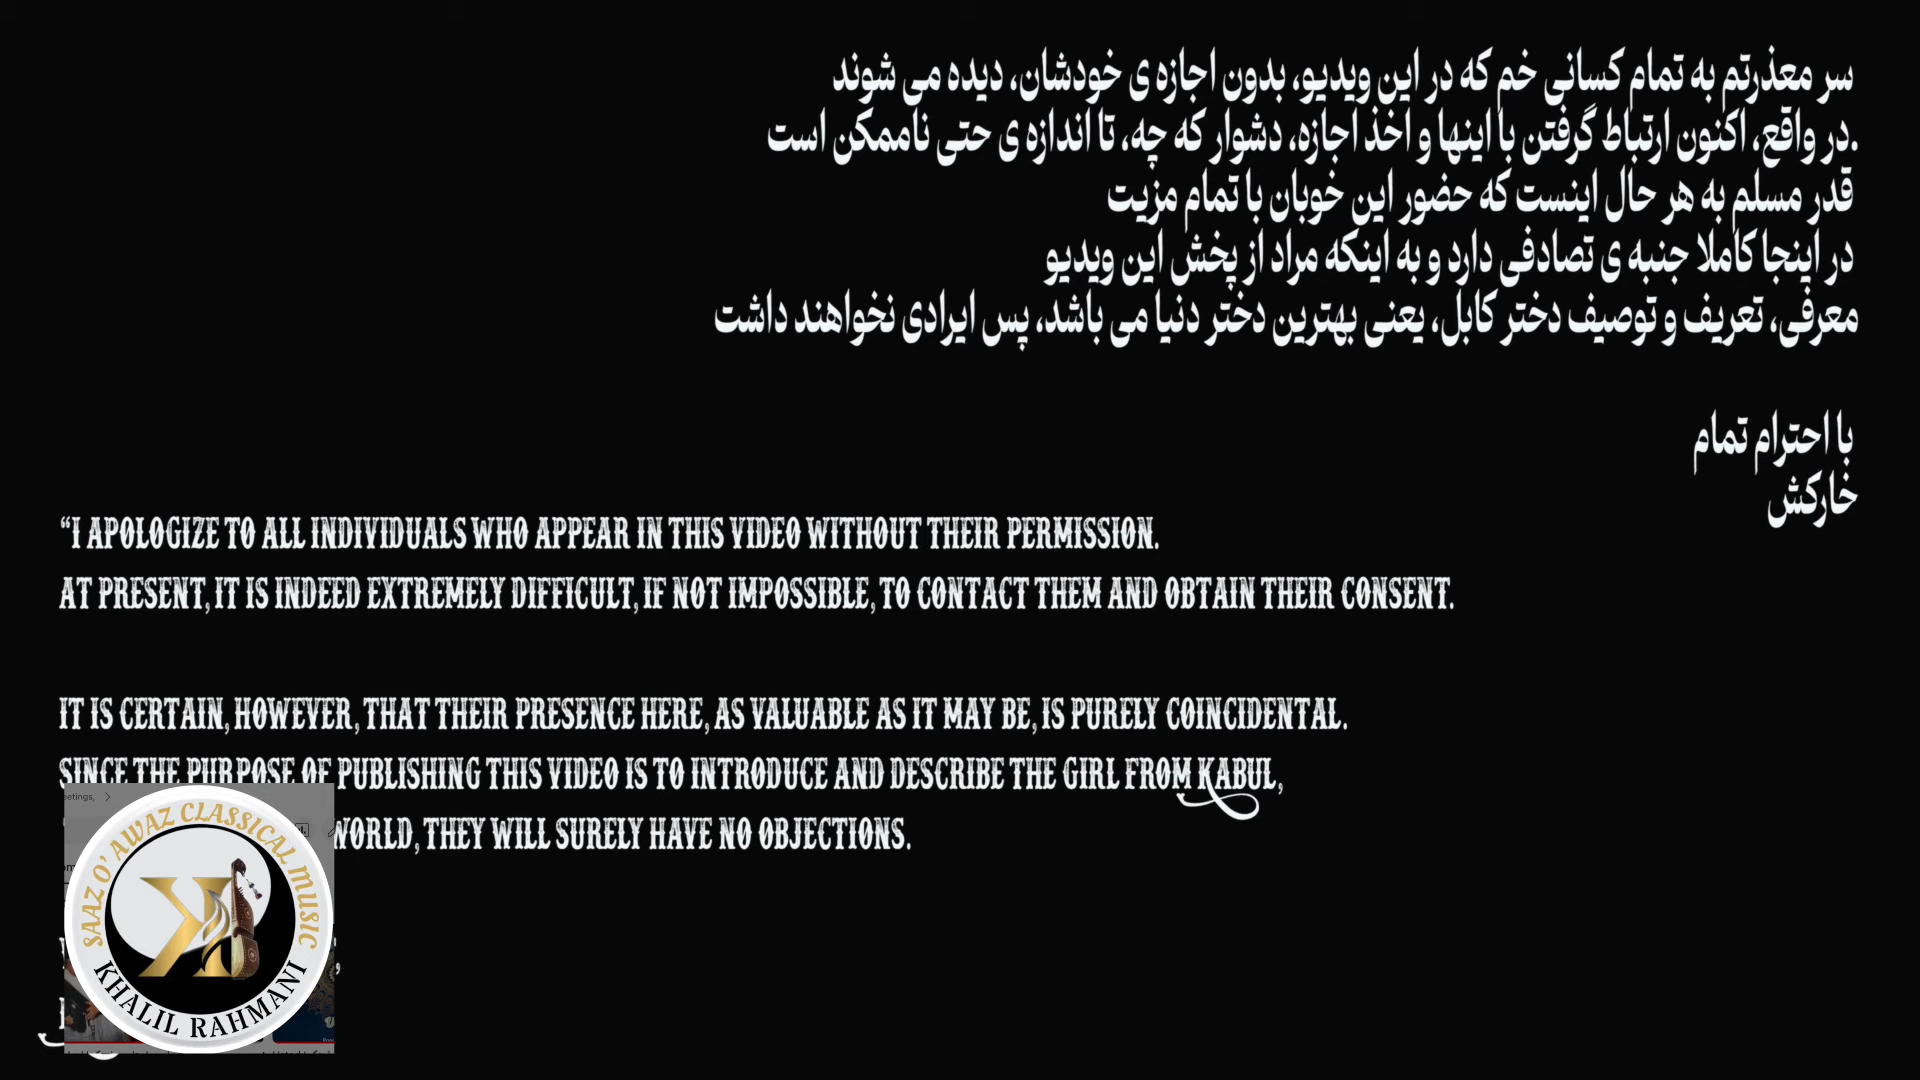 سر معذرتم به تمام کسانی خم که در این ویدیو، بدون اجازه ی خودشان، دیده می شوند
.در واقع، اکنون ارتباط گرفتن با اینها و اخذ اجازه، دشوار که چه، تا اندازه ی حتی ناممکن است
قدر مسلم به هر حال اینست که حضور این خوبان با تمام مزیت
در اینجا کاملا جنبه ی تصادفی دارد و به اینکه مراد از پخش این ویدیو
معرفی، تعریف و توصیف دختر کابل، یعنی بهترین دختر دنیا می باشد، پس ایرادی نخواهند داشت
با احترام تمام
خارکش
“I APOLOGIZE TO ALL INDIVIDUALS WHO APPEAR IN THIS VIDEO WITHOUT THEIR PERMISSION.
AT PRESENT, IT IS INDEED EXTREMELY DIFFICULT, IF NOT IMPOSSIBLE, TO CONTACT THEM AND OBTAIN THEIR CONSENT.
IT IS CERTAIN, HOWEVER, THAT THEIR PRESENCE HERE, AS VALUABLE AS IT MAY BE, IS PURELY COINCIDENTAL.
SINCE THE PURPOSE OF PUBLISHING THIS VIDEO IS TO INTRODUCE AND DESCRIBE THE GIRL FROM KABUL,
WORLD, THEY WILL SURELY HAVE NO OBJECTIONS.
SAAZ O' AWAZ CLASSICAL MUSIC
KHALIL RAHMANI